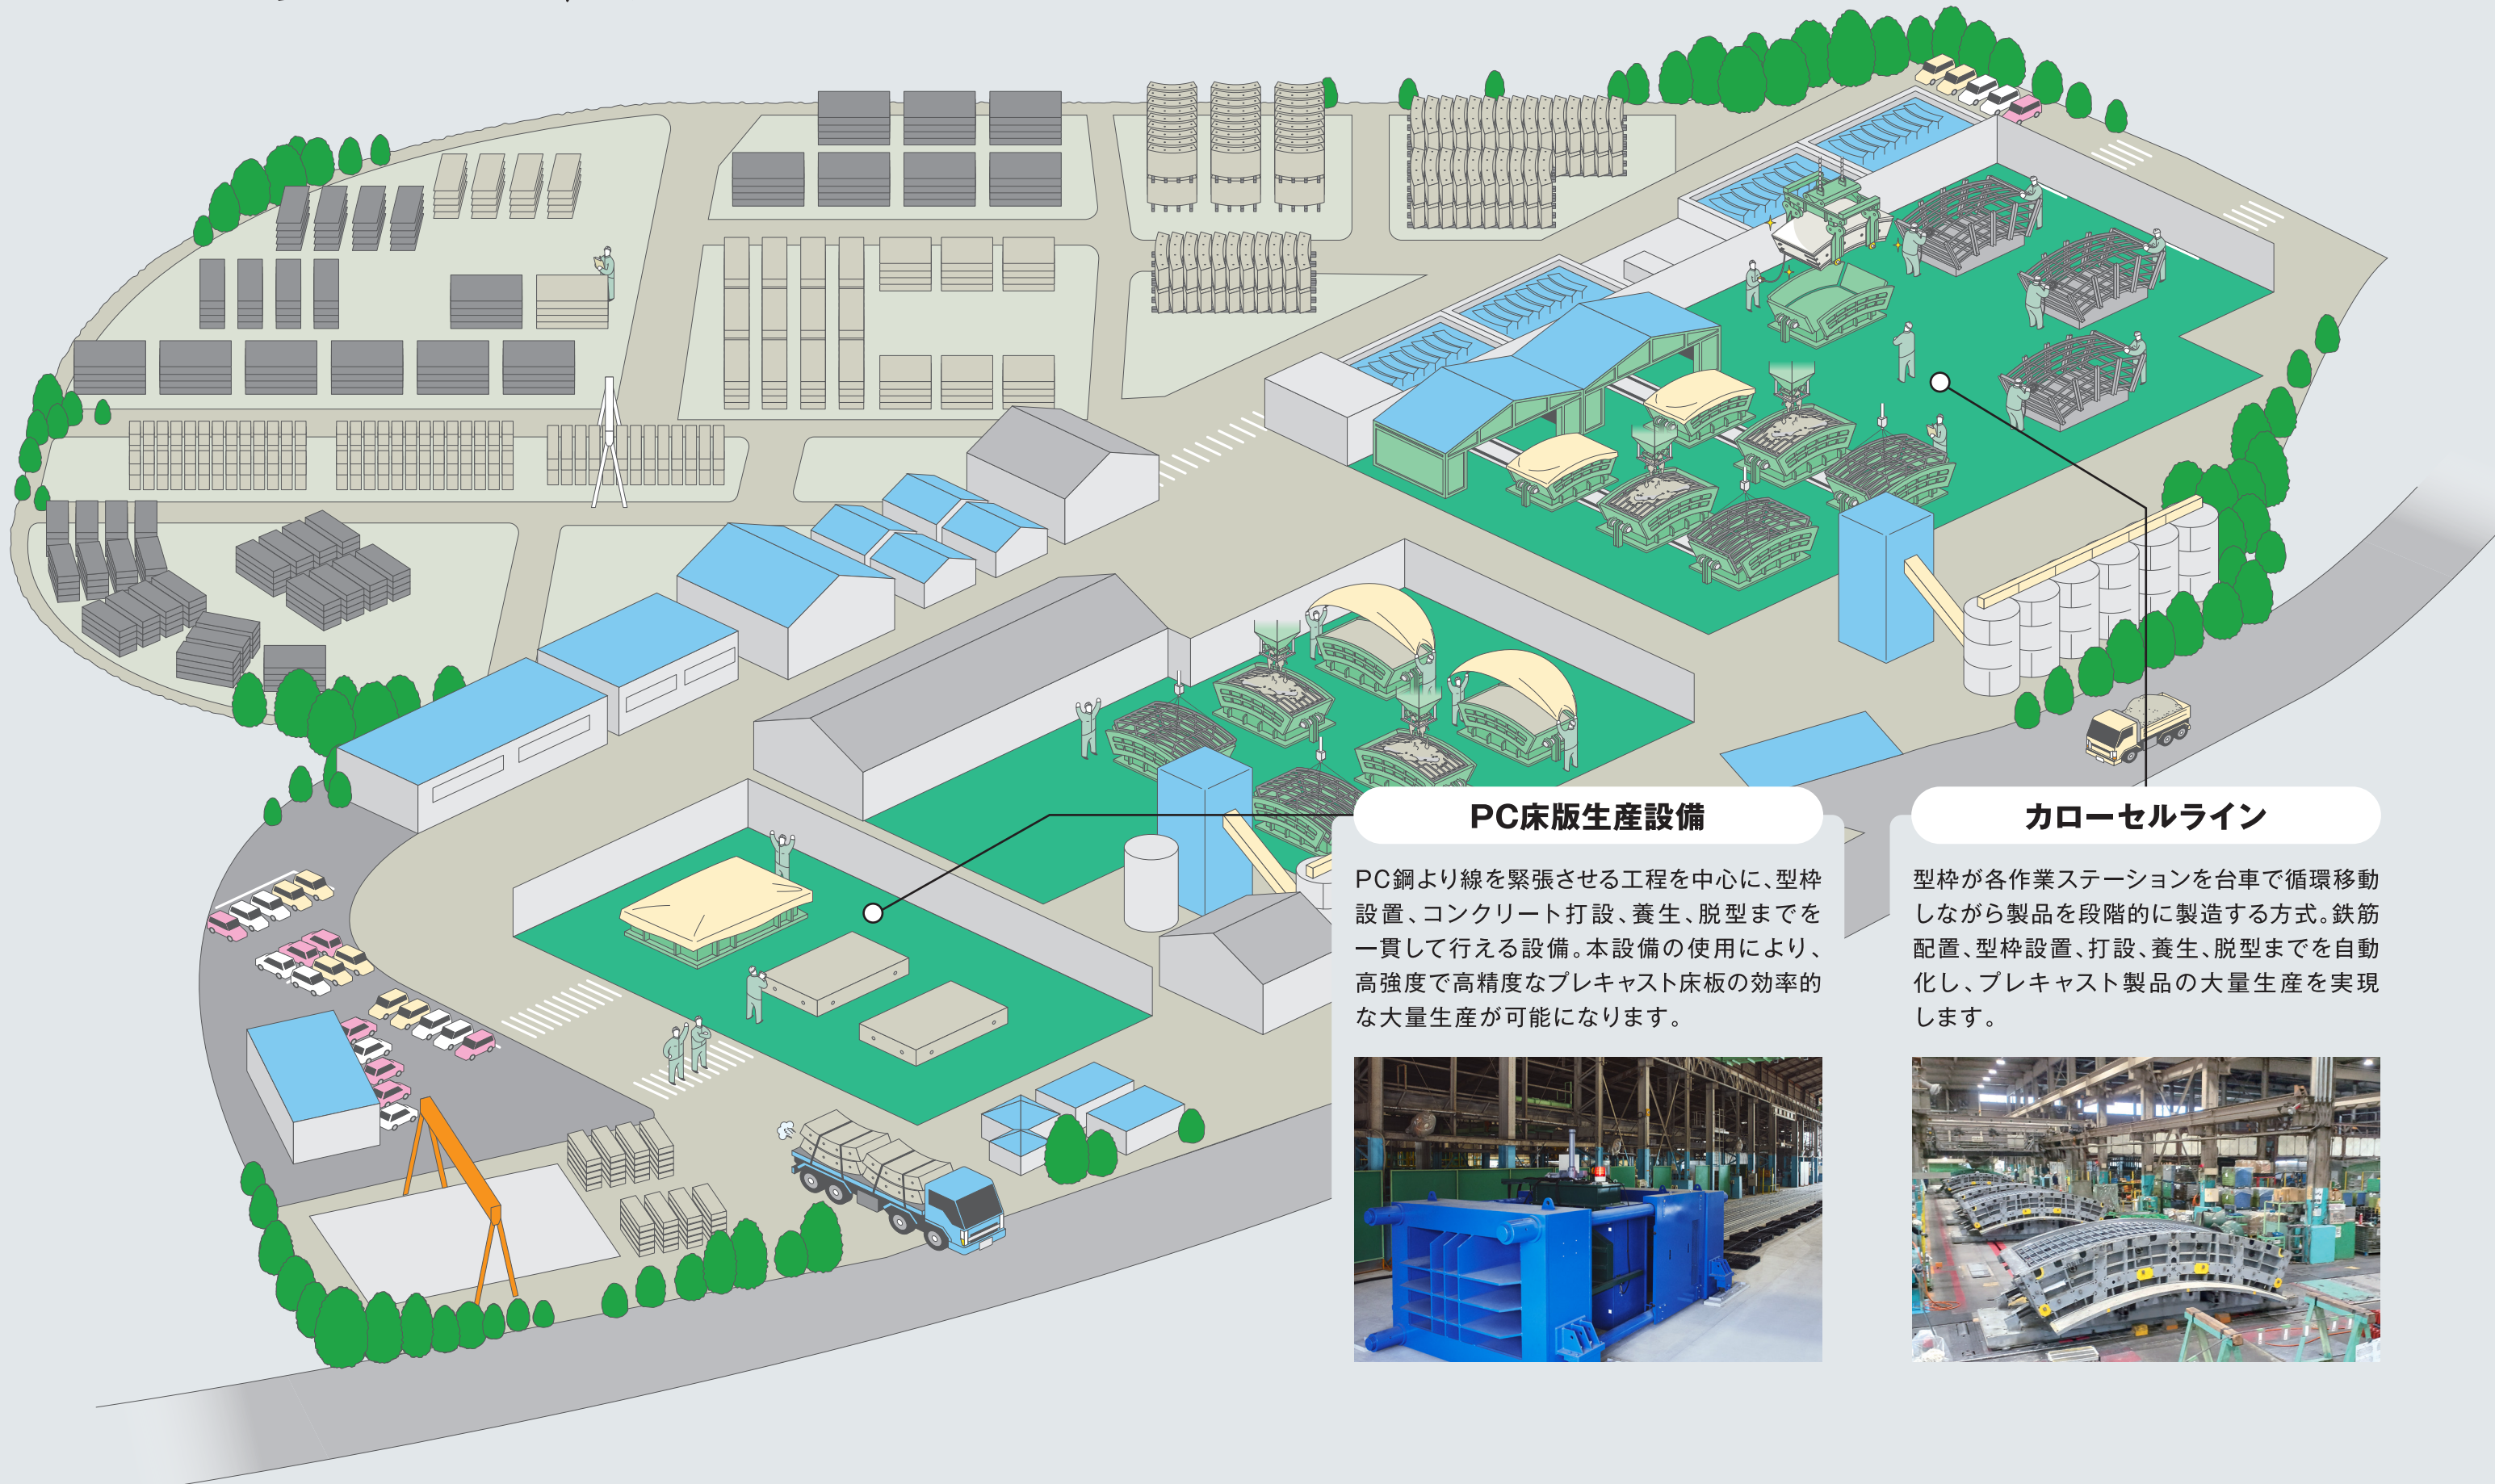 PC床版生産設備
PC鋼より線を緊張させる工程を中心に、型枠
設置、コンクリート打設、養生、脱型までを
一貫して行える設備。本設備の使用により、
高強度で高精度なプレキャスト床板の効率的
な大量生産が可能になります。
カローセルライン
型枠が各作業ステーションを台車で循環移動
しながら製品を段階的に製造する方式。鉄筋
配置、型枠設置、打設、養生、脱型までを自動
化し、プレキャスト製品の大量生産を実現
します。